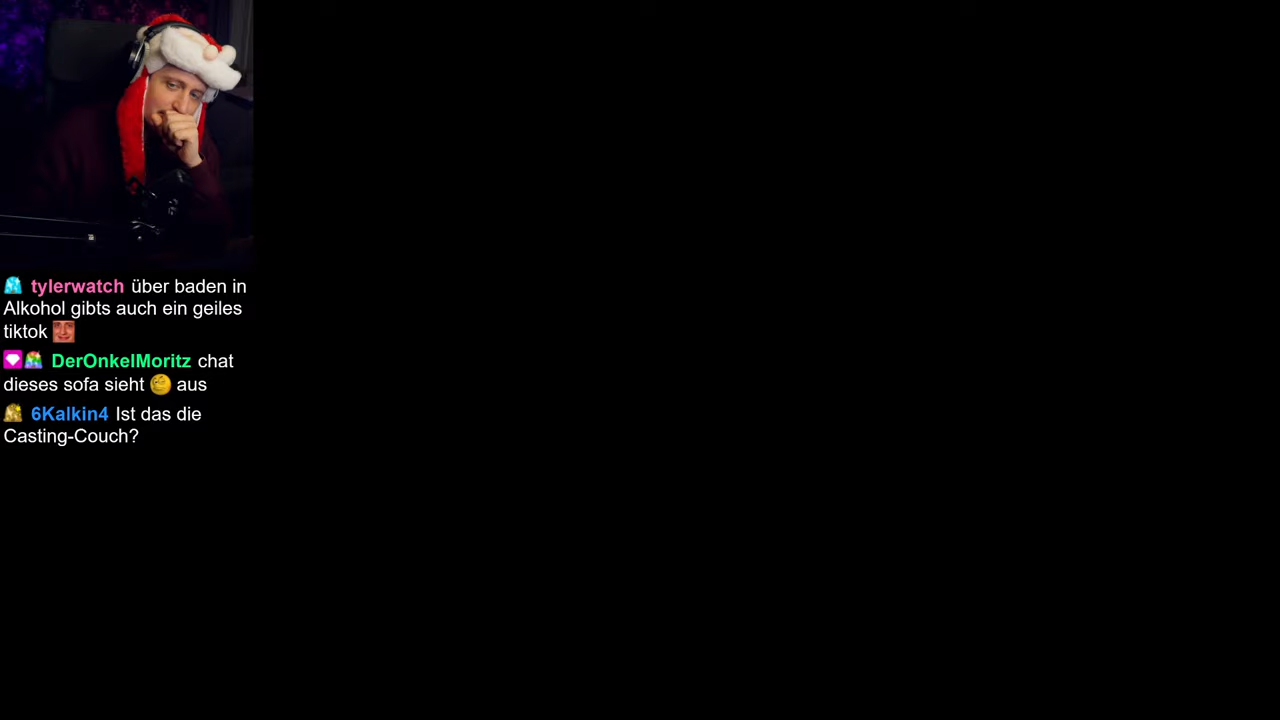 tylerwatch über baden in
Alkohol gibts auch ein geiles
tiktok
DerOnkelMoritz chat
dieses sofa sieht 🤨 aus
6Kalkin4 Ist das die
Casting-Couch?